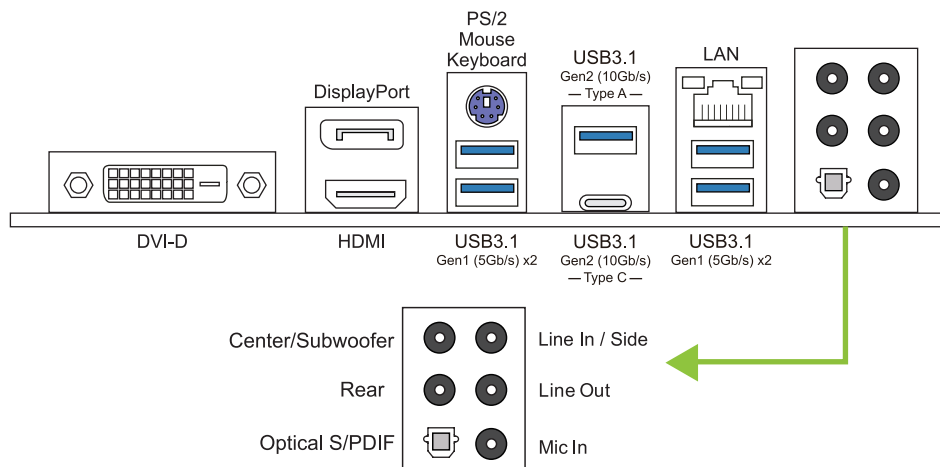 PS/2
Mouse
Keyboard
USB3.1
Gen2 (10Gb/s)
— Type A —
LAN
DisplayPort
DVI-D
HDMI
USB3.1
Gen1 (5Gb/s) x2
USB3.1
Gen2 (10Gb/s)
— Type C —
USB3.1
Gen1 (5Gb/s) x2
Center/Subwoofer
Line In / Side
Rear
Line Out
Optical S/PDIF
Mic In